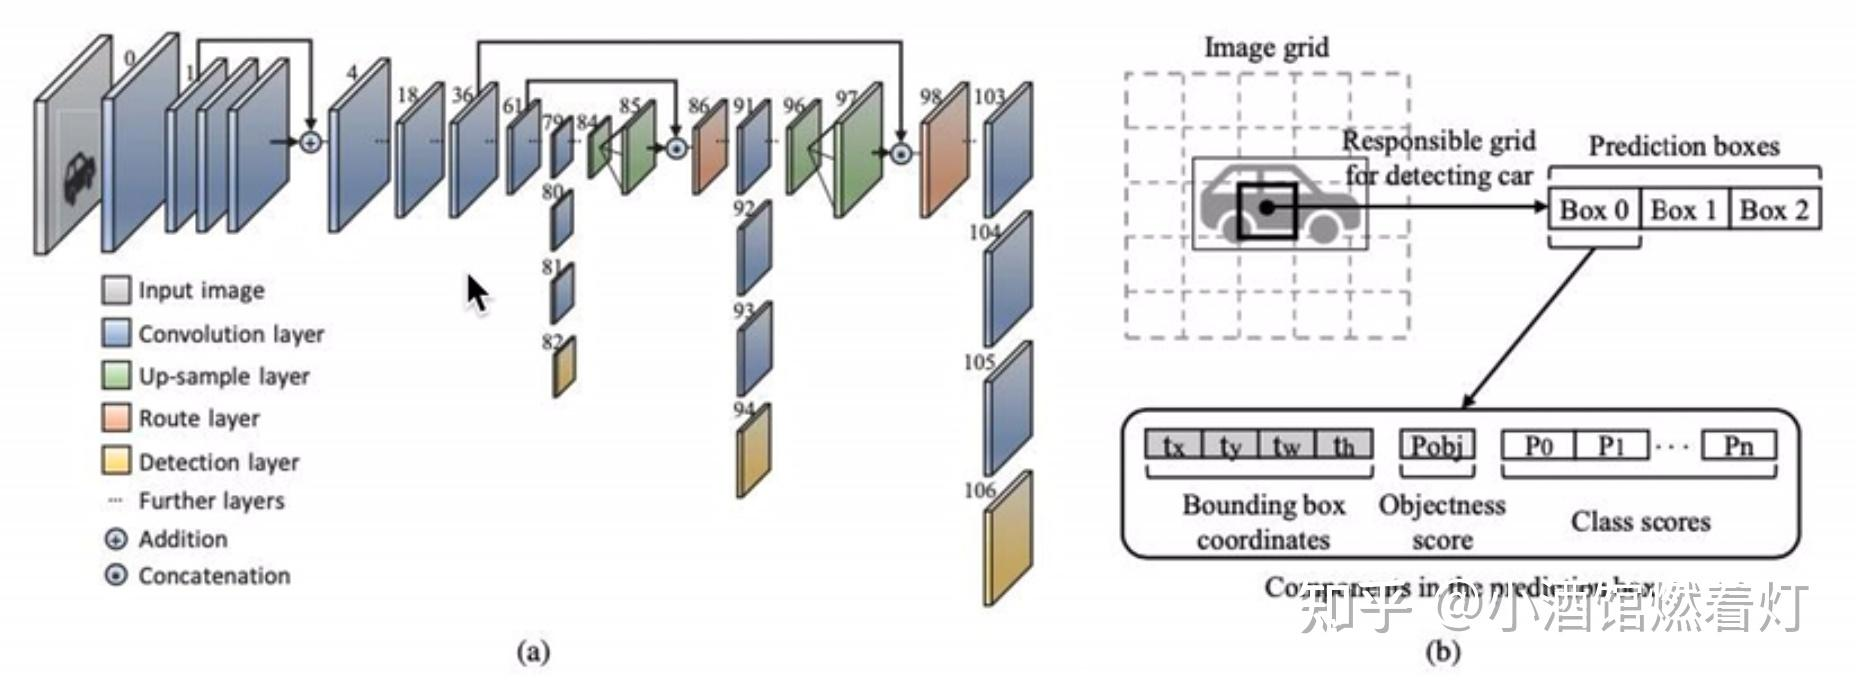 0
1
4
18
36
61
79
84
85
86
91
96
97
98
103
80
81
82
92
93
94
104
105
106
Input image
Convolution layer
Up-sample layer
Route layer
Detection layer
··· Further layers
Addition
Concatenation
(a)
Image grid
Responsible grid
for detecting car
Prediction boxes
Box 0 Box 1 Box 2
tx ty tw th Pobj P0 P1 ··· Pn
Bounding box
coordinates
Objectness
score
Class scores
Components in the prediction box
知乎 @小酒馆燃着灯
(b)